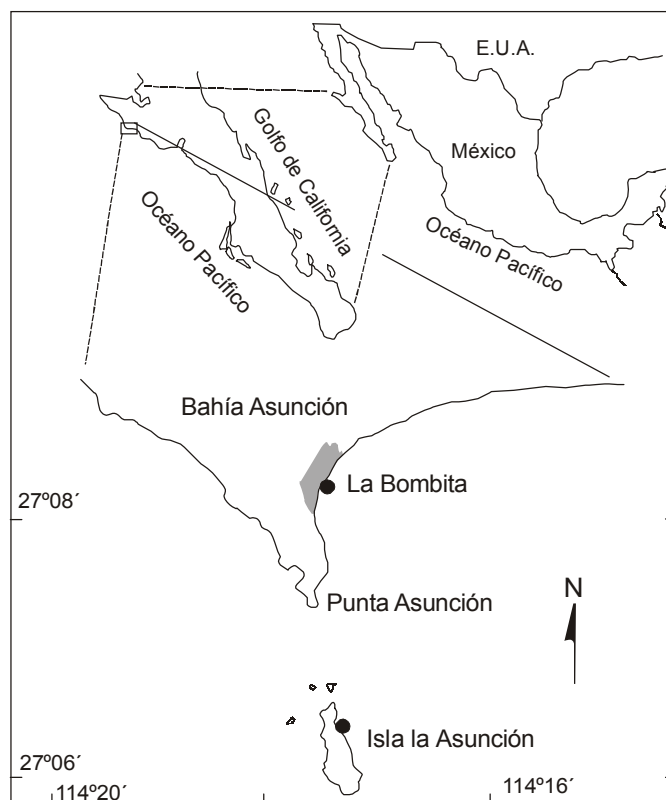 E.U.A.
México
Golfo de California
Océano Pacífico
Océano Pacífico
Bahía Asunción
La Bombita
27º08´
Punta Asunción
N
Isla la Asunción
27º06´
114º20´
114º16´